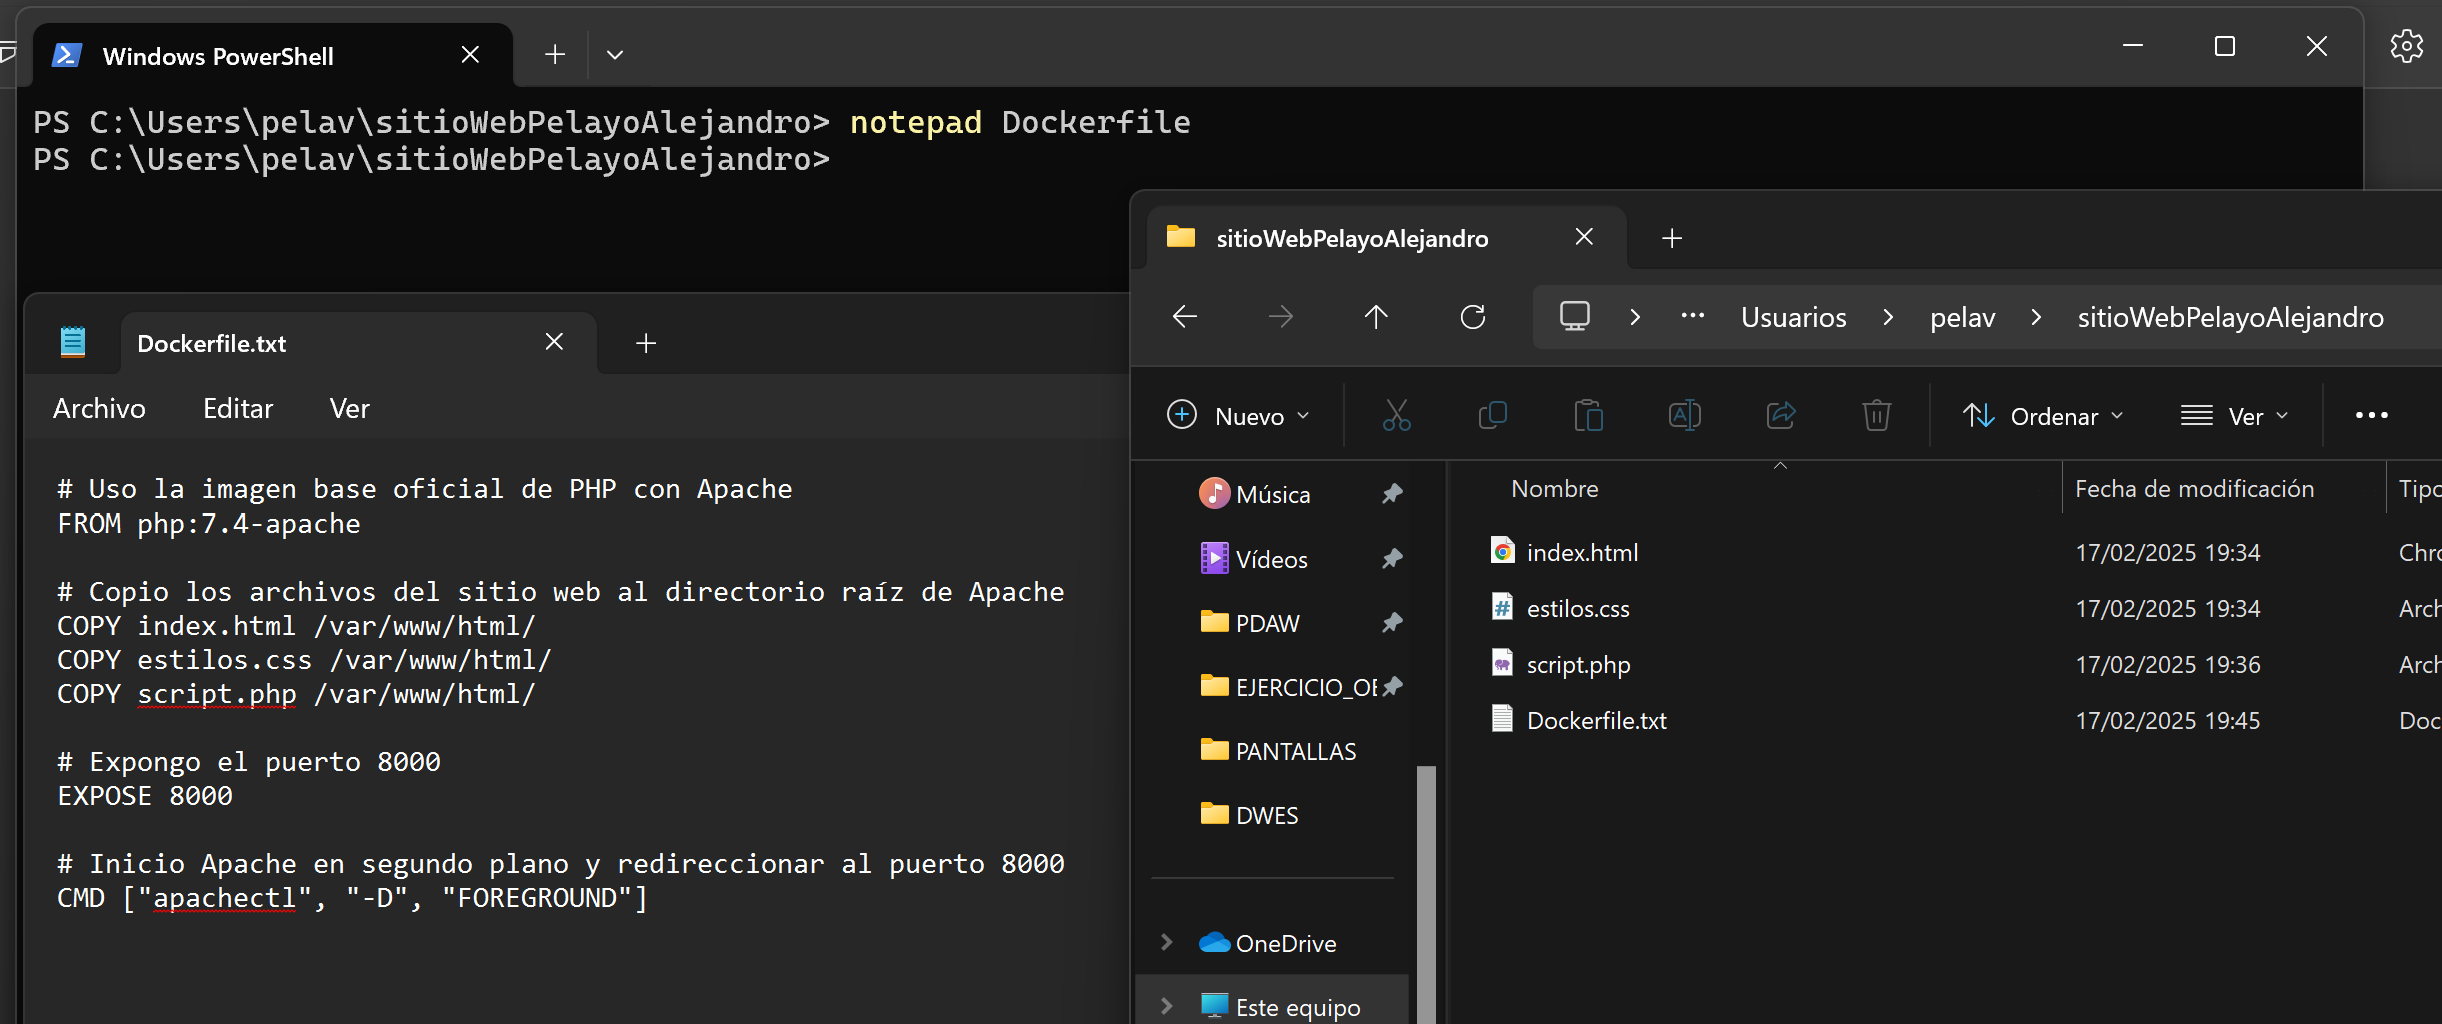 Windows PowerShell
PS C:\Users\pelav\sitioWebPelayoAlejandro> notepad Dockerfile
PS C:\Users\pelav\sitioWebPelayoAlejandro>
Dockerfile.txt
Archivo Editar Ver
# Uso la imagen base oficial de PHP con Apache
FROM php:7.4-apache
# Copio los archivos del sitio web al directorio raíz de Apache
COPY index.html /var/www/html/
COPY estilos.css /var/www/html/
COPY script.php /var/www/html/
# Expongo el puerto 8000
EXPOSE 8000
# Inicio Apache en segundo plano y redireccionar al puerto 8000
CMD ["apachectl", "-D", "FOREGROUND"]
sitioWebPelayoAlejandro
Usuarios > pelav > sitioWebPelayoAlejandro
Nuevo Ordenar Ver
Música
Vídeos
PDAW
EJERCICIO_OE
PANTALLAS
DWES
OneDrive
Este equipo
Nombre Fecha de modificación Tipo
index.html 17/02/2025 19:34 Chro
estilos.css 17/02/2025 19:34 Arch
script.php 17/02/2025 19:36 Arch
Dockerfile.txt 17/02/2025 19:45 Doc